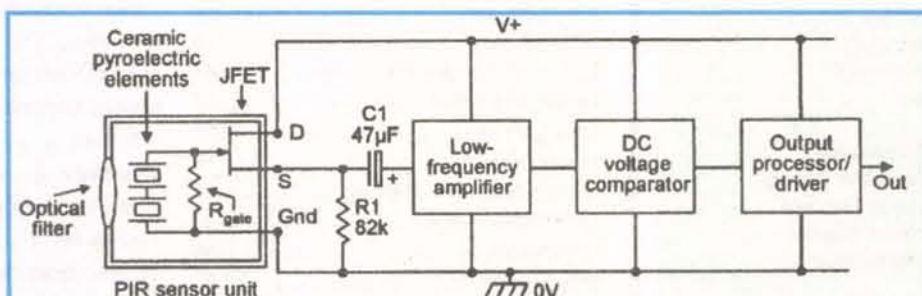 V+
Ceramic
pyroelectric
elements
JFET
D
C1
47µF
Low-
frequency
amplifier
DC
voltage
comparator
Output
processor/
driver
Out
S
+
Optical
filter
Rgate
Gnd
R1
82k
PIR sensor unit
0V